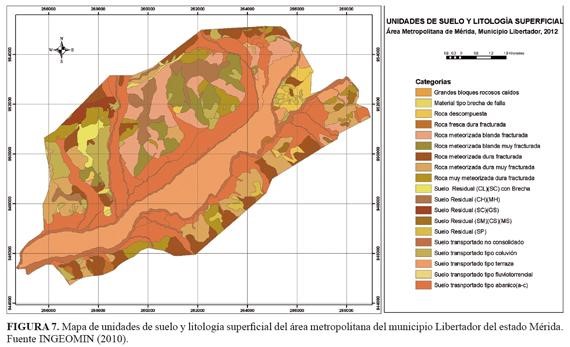 UNIDADES DE SUELO Y LITOLOGÌA SUPERFICIAL
Área Metropolitana de Mérida, Municipio Libertador, 2012
Categorias
Grandes bloques rocosos caidos
Material tipo brecha de falla
Roca descompuesta
Roca fresca dura fracturada
Roca meteorizada blanda fracturada
Roca meteorizada blanda muy fracturada
Roca meteorizada dura fracturada
Roca meteorizada dura muy fracturada
Roca muy meteorizada dura fracturada
Suelo Residual (CL)(SC) con Brecha
Suelo Residual (CH)(MH)
Suelo Residual (SC)(GS)
Suelo Residual (SM)(CS)(MS)
Suelo Residual (SP)
Suelo transportado no consolidado
Suelo transportado tipo coluvión
Suelo transportado tipo terraza
Suelo transportado tipo fluviotorrencial
Suelo transportado tipo abanico(a-c)
FIGURA 7. Mapa de unidades de suelo y litología superficial del área metropolitana del municipio Libertador del estado Mérida.
Fuente INGEOMIN (2010).